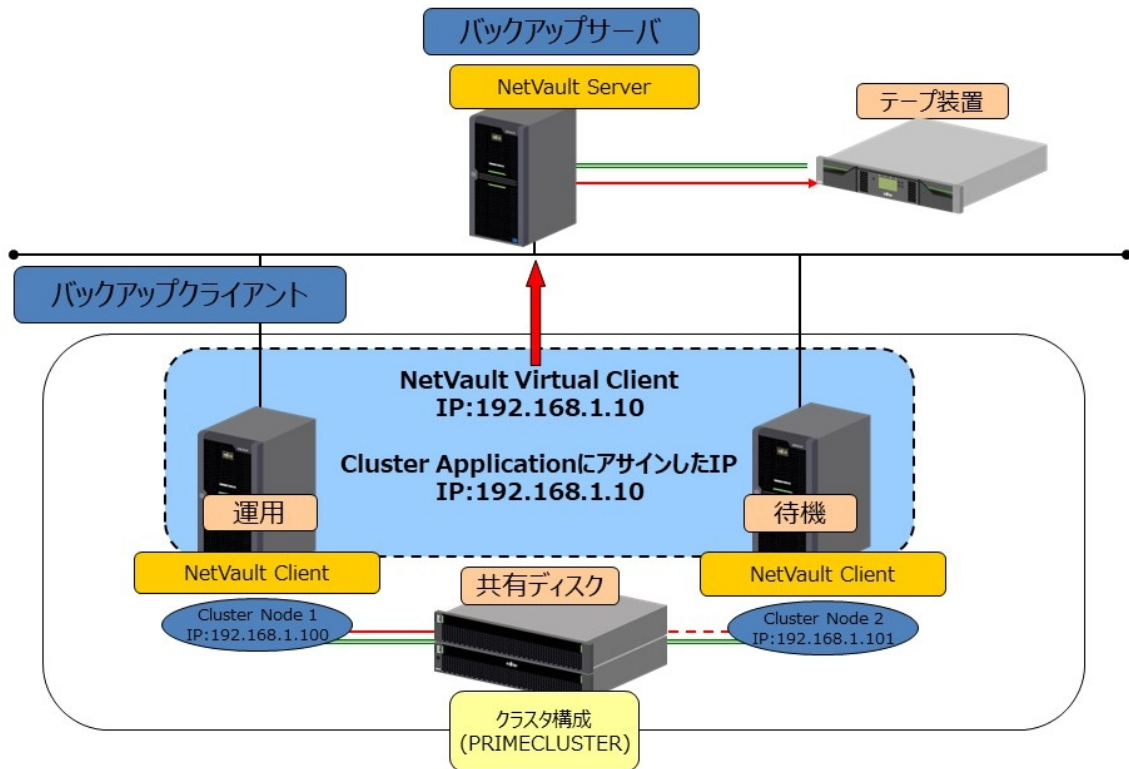 バックアップサーバ
NetVault Server
テープ装置
バックアップクライアント
NetVault Virtual Client
IP:192.168.1.10
Cluster ApplicationにアサインしたIP
IP:192.168.1.10
運用
待機
NetVault Client
NetVault Client
共有ディスク
Cluster Node 1
IP:192.168.1.100
Cluster Node 2
IP:192.168.1.101
クラスタ構成
(PRIMECLUSTER)